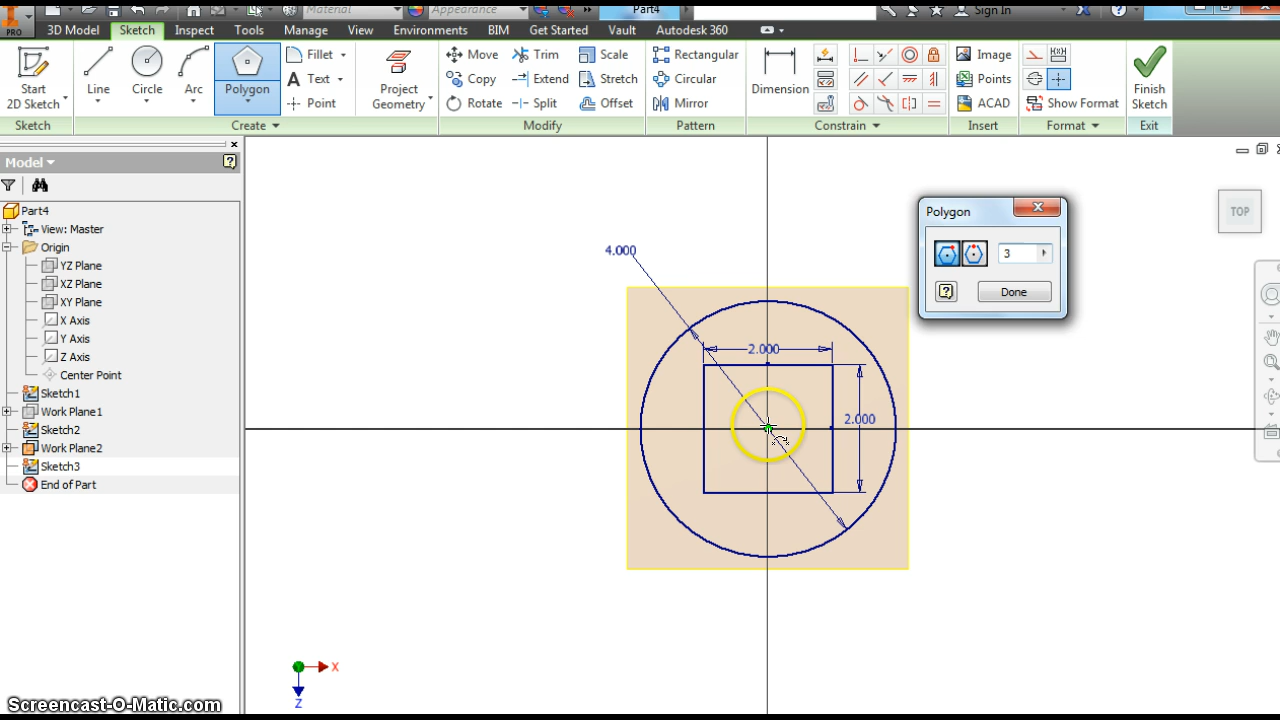 Material Appearance Part4 Sign In
PRO 3D Model Sketch Inspect Tools Manage View Environments BIM Get Started Vault Autodesk 360
Start 2D Sketch Line Circle Arc Polygon Fillet Text Point Project Geometry Move Copy Rotate Trim Extend Split Scale Stretch Offset Rectangular Circular Mirror Dimension Image Points ACAD Show Format Finish Sketch
Sketch Create Modify Pattern Constrain Insert Format Exit
Model
Part4
View: Master
Origin
YZ Plane
XZ Plane
XY Plane
X Axis
Y Axis
Z Axis
Center Point
Sketch1
Work Plane1
Sketch2
Work Plane2
Sketch3
End of Part
4.000
2.000
2.000
Polygon
3
Done
TOP
X
Z
Screencast-O-Matic.com